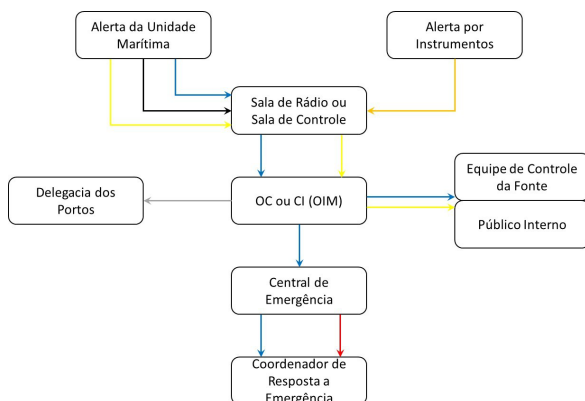 Alerta da Unidade
Marítima
Alerta por
Instrumentos
Sala de Rádio ou
Sala de Controle
Delegacia dos
Portos
OC ou CI (OIM)
Equipe de Controle
da Fonte
Público Interno
Central de
Emergência
Coordenador de
Resposta a
Emergência